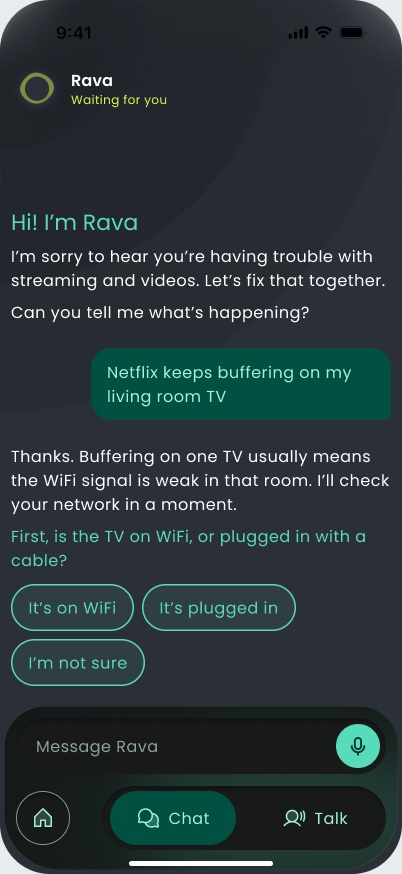 9:41
Rava
Waiting for you
Hi! I’m Rava
I’m sorry to hear you’re having trouble with
streaming and videos. Let’s fix that together.
Can you tell me what’s happening?
Netflix keeps buffering on my
living room TV
Thanks. Buffering on one TV usually means
the WiFi signal is weak in that room. I’ll check
your network in a moment.
First, is the TV on WiFi, or plugged in with a
cable?
It’s on WiFi
It’s plugged in
I’m not sure
Message Rava
Chat
Talk